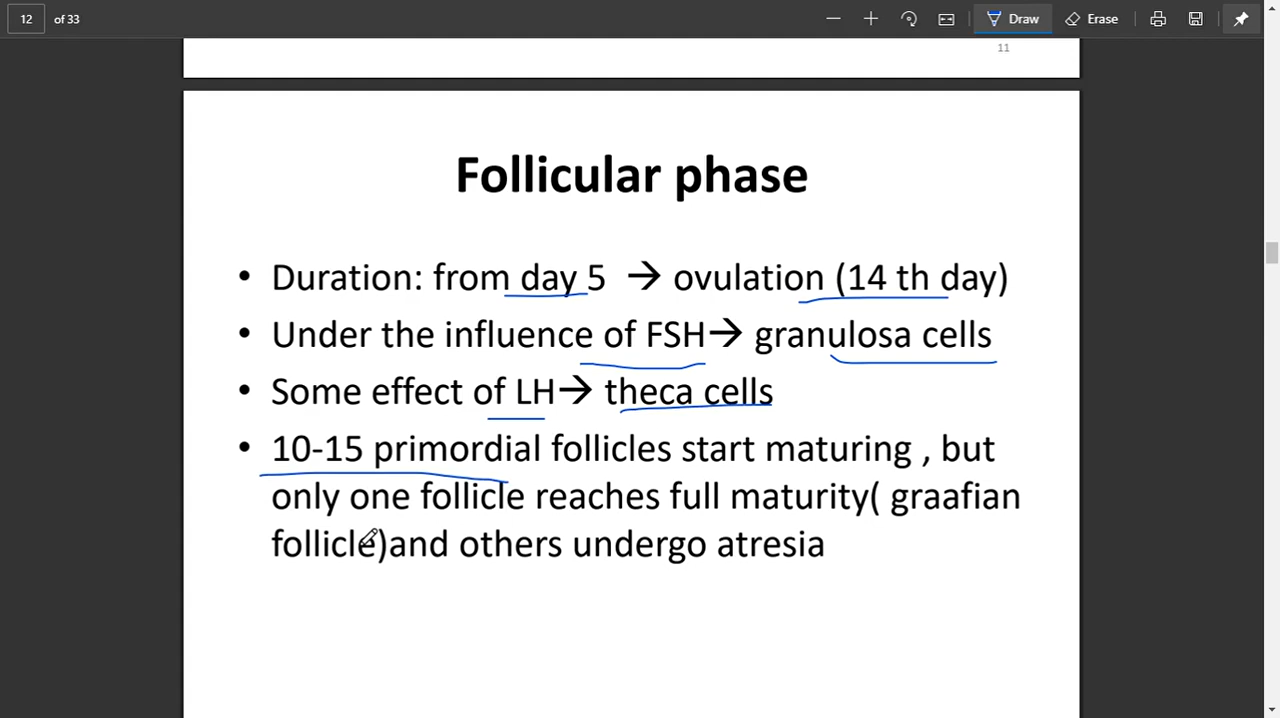 12 of 33 Draw Erase
11
Follicular phase
• Duration: from day 5 → ovulation (14 th day)
• Under the influence of FSH→ granulosa cells
• Some effect of LH→ theca cells
• 10-15 primordial follicles start maturing , but
only one follicle reaches full maturity( graafian
follicle)and others undergo atresia